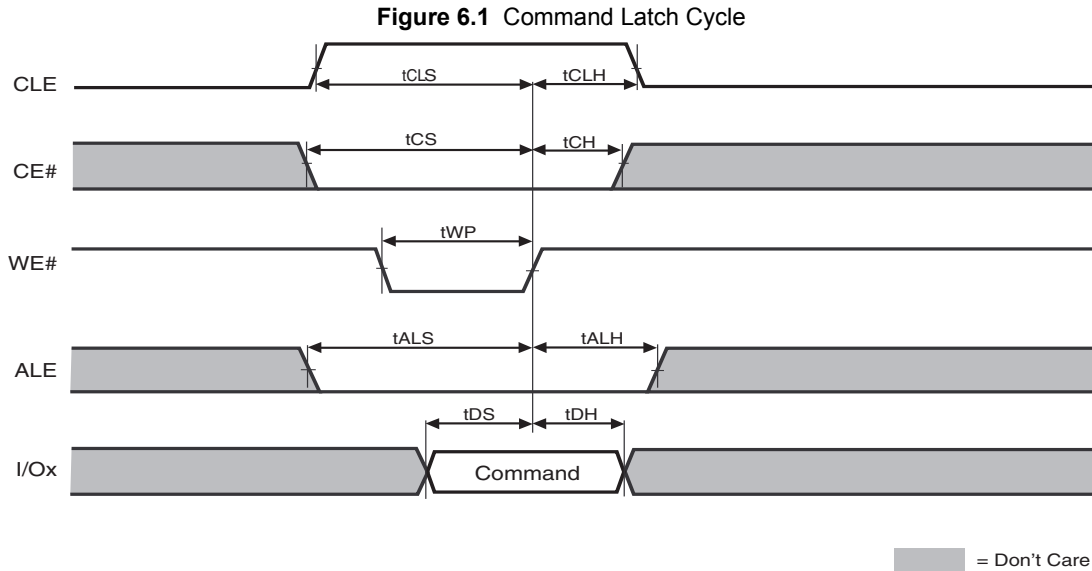 Figure 6.1 Command Latch Cycle
CLE
tCLS
tCLH
CE#
tCS
tCH
WE#
tWP
ALE
tALS
tALH
I/Ox
tDS
tDH
Command
= Don't Care